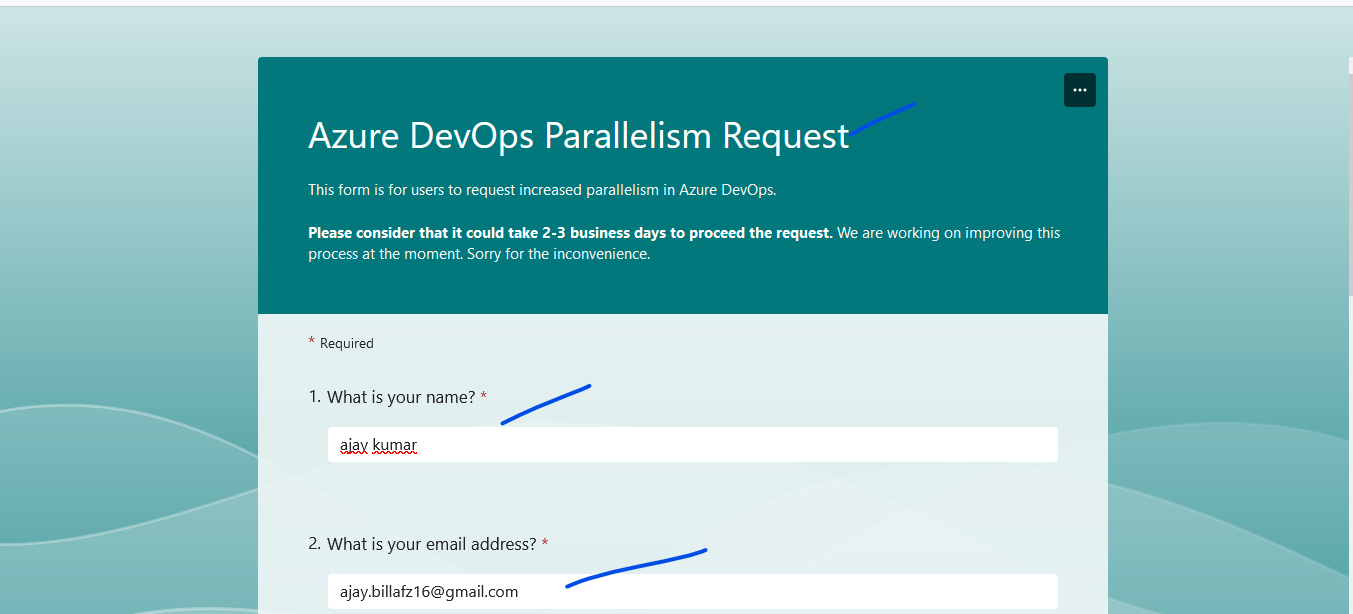 Azure DevOps Parallelism Request
This form is for users to request increased parallelism in Azure DevOps.
Please consider that it could take 2-3 business days to proceed the request. We are working on improving this
process at the moment. Sorry for the inconvenience.
* Required
1. What is your name? *
ajay kumar
2. What is your email address? *
ajay.billafz16@gmail.com